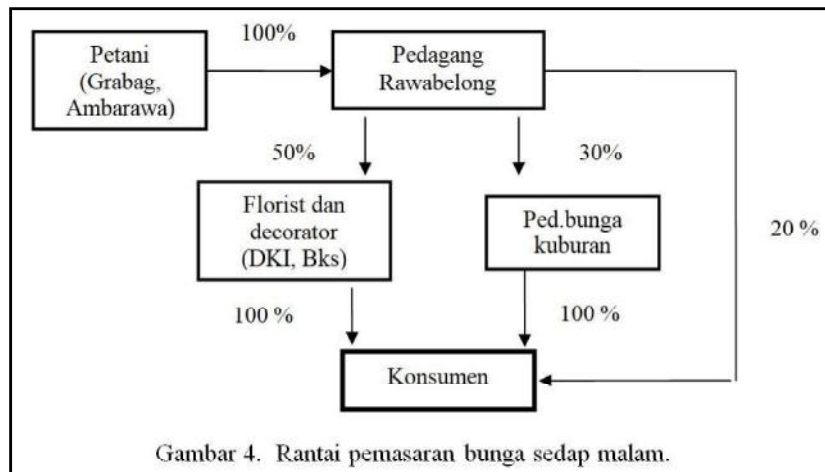 100%
Petani
(Grabag,
Ambarawa)
Pedagang
Rawabelong
50%
30%
Florist dan
decorator
(DKI, Bks)
Ped.bunga
kuburan
20 %
100 %
100 %
Konsumen
Gambar 4. Rantai pemasaran bunga sedap malam.